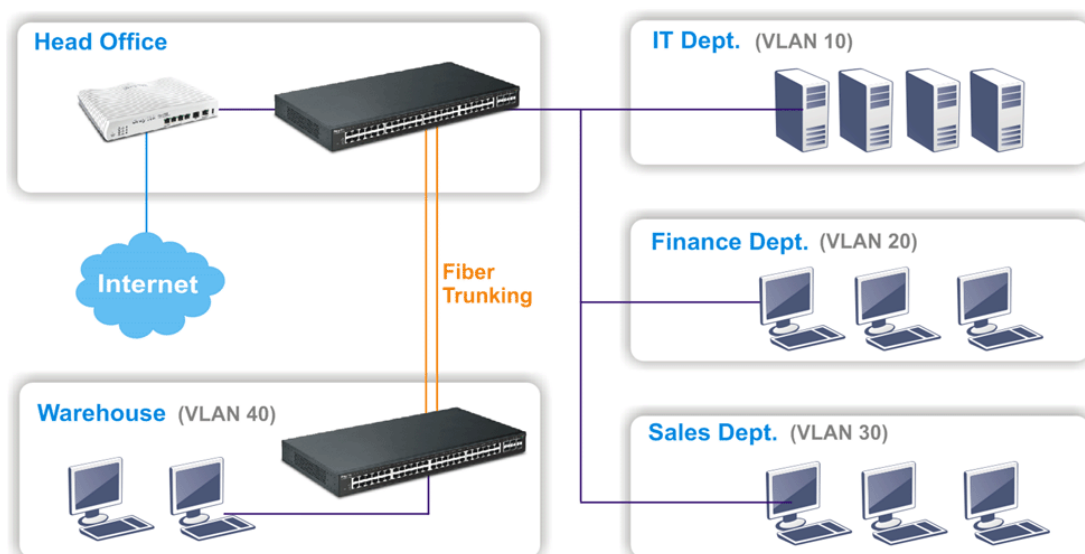 Head Office
IT Dept. (VLAN 10)
Internet
Fiber
Trunking
Finance Dept. (VLAN 20)
Warehouse (VLAN 40)
Sales Dept. (VLAN 30)